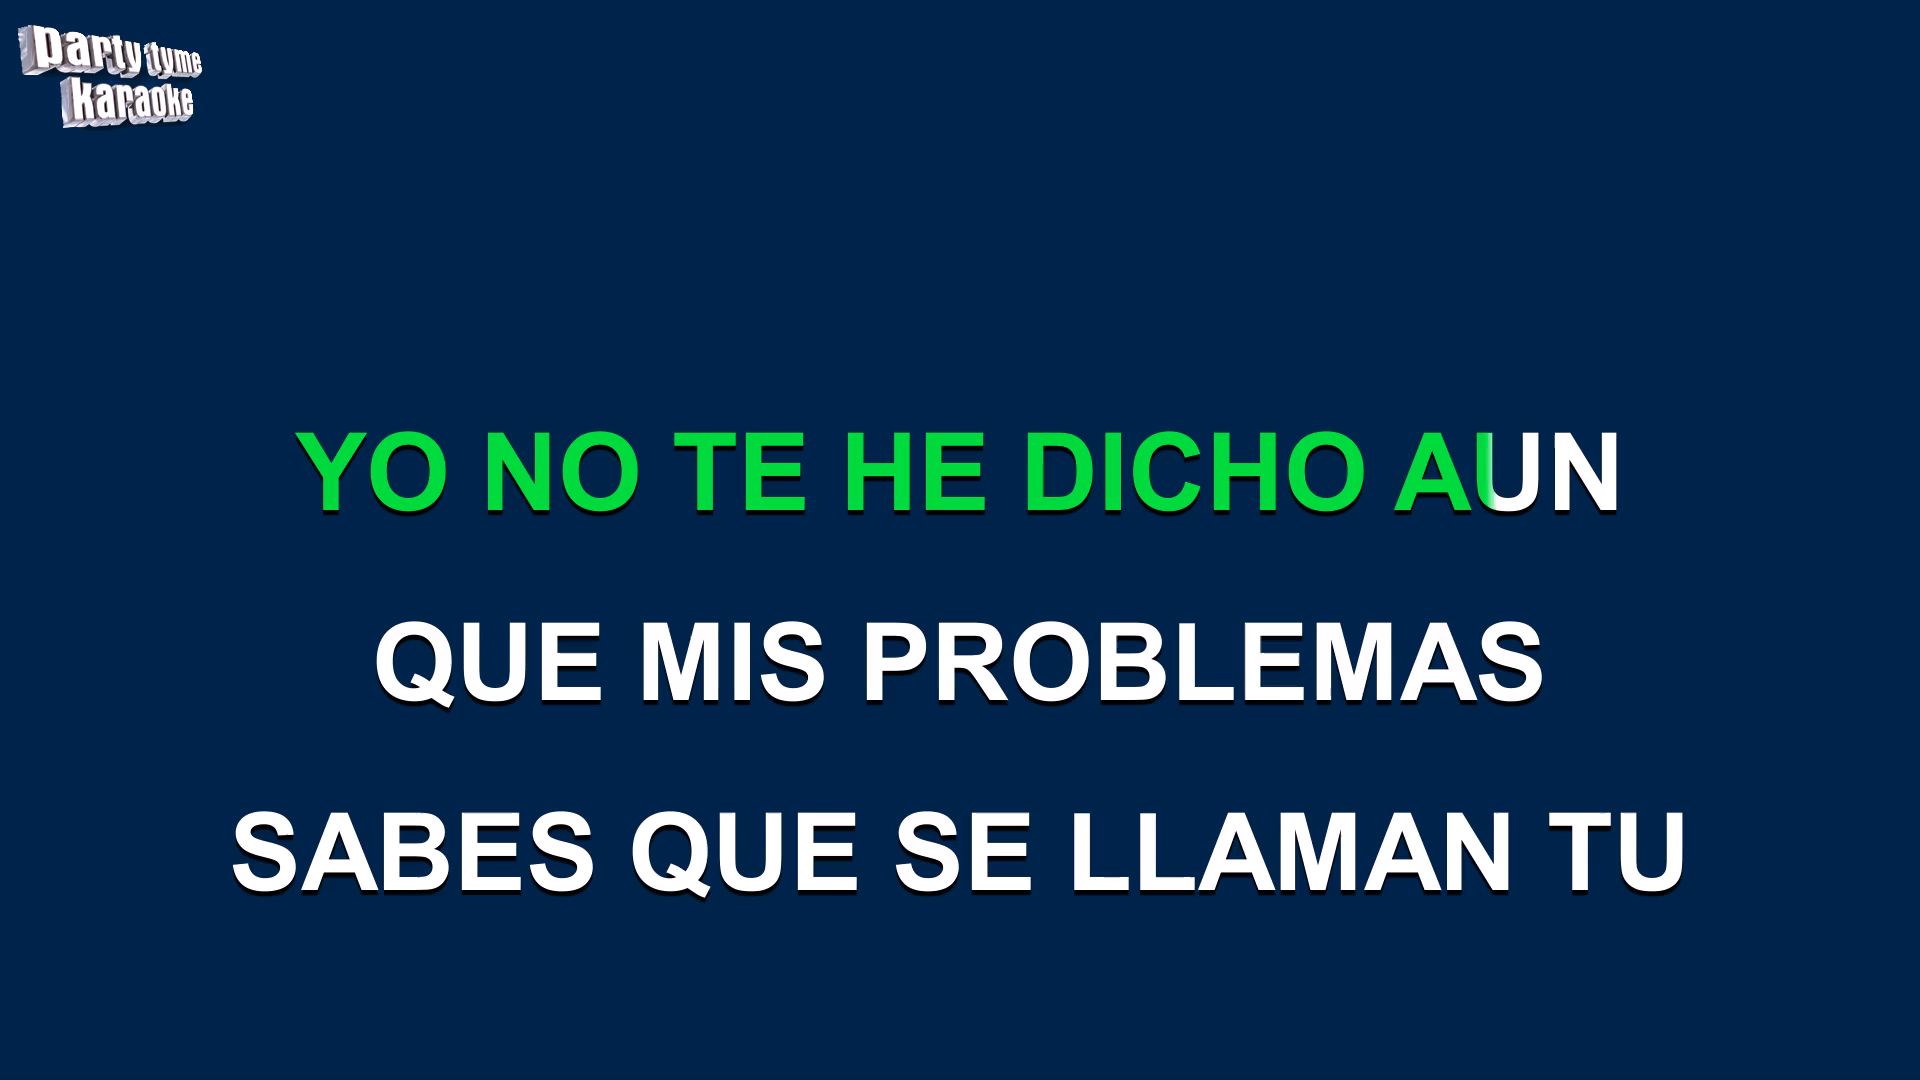 party tyme
karaoke
YO NO TE HE DICHO AUN
QUE MIS PROBLEMAS
SABES QUE SE LLAMAN TU